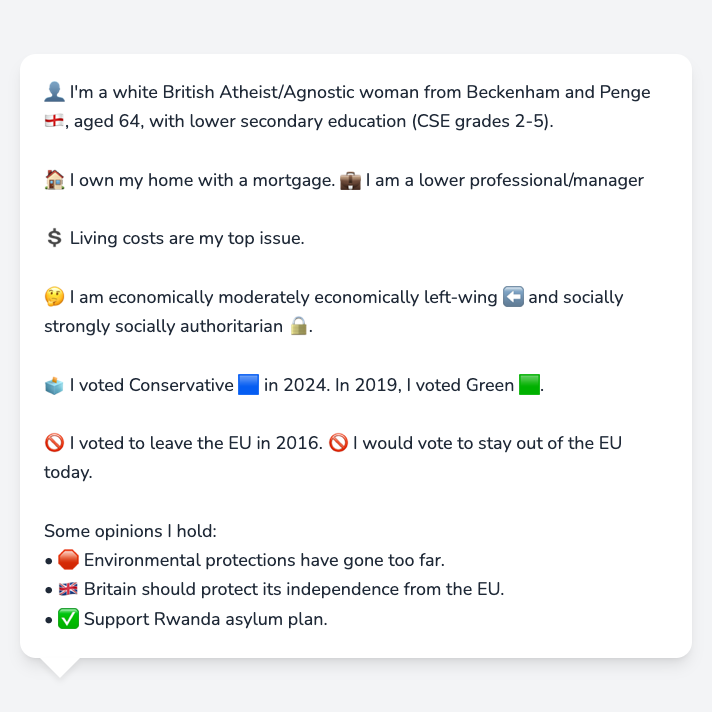 👤 I'm a white British Atheist/Agnostic woman from Beckenham and Penge
🏴󠁧󠁢󠁥󠁮󠁧󠁿, aged 64, with lower secondary education (CSE grades 2-5).
🏠 I own my home with a mortgage. 💼 I am a lower professional/manager
💲 Living costs are my top issue.
🤔 I am economically moderately economically left-wing ⬅️ and socially
strongly socially authoritarian 🔒.
🗳️ I voted Conservative 🟦 in 2024. In 2019, I voted Green 🟩.
🚫 I voted to leave the EU in 2016. 🚫 I would vote to stay out of the EU
today.
Some opinions I hold:
• 🛑 Environmental protections have gone too far.
• 🇬🇧 Britain should protect its independence from the EU.
• ✅ Support Rwanda asylum plan.